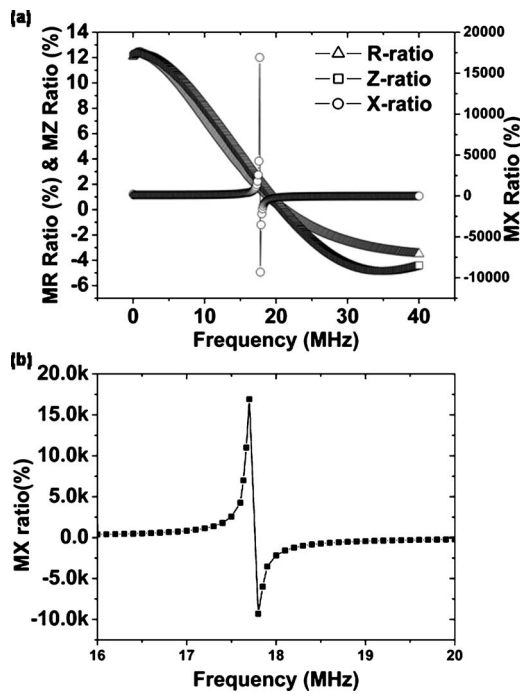 (a)
14
12
10
8
6
4
2
0
-2
-4
-6
MR Ratio (%) & MZ Ratio (%)
R-ratio
Z-ratio
X-ratio
20000
15000
10000
5000
0
-5000
-10000
MX Ratio (%)
0 10 20 30 40
Frequency (MHz)
(b)
20.0k
15.0k
10.0k
5.0k
0.0
-5.0k
-10.0k
MX ratio(%)
16 17 18 19 20
Frequency (MHz)